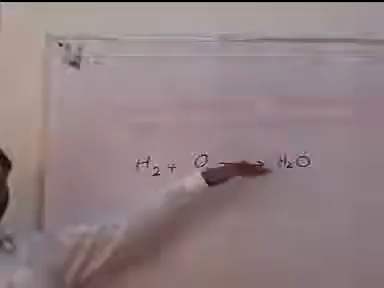 H₂ + O → H₂O